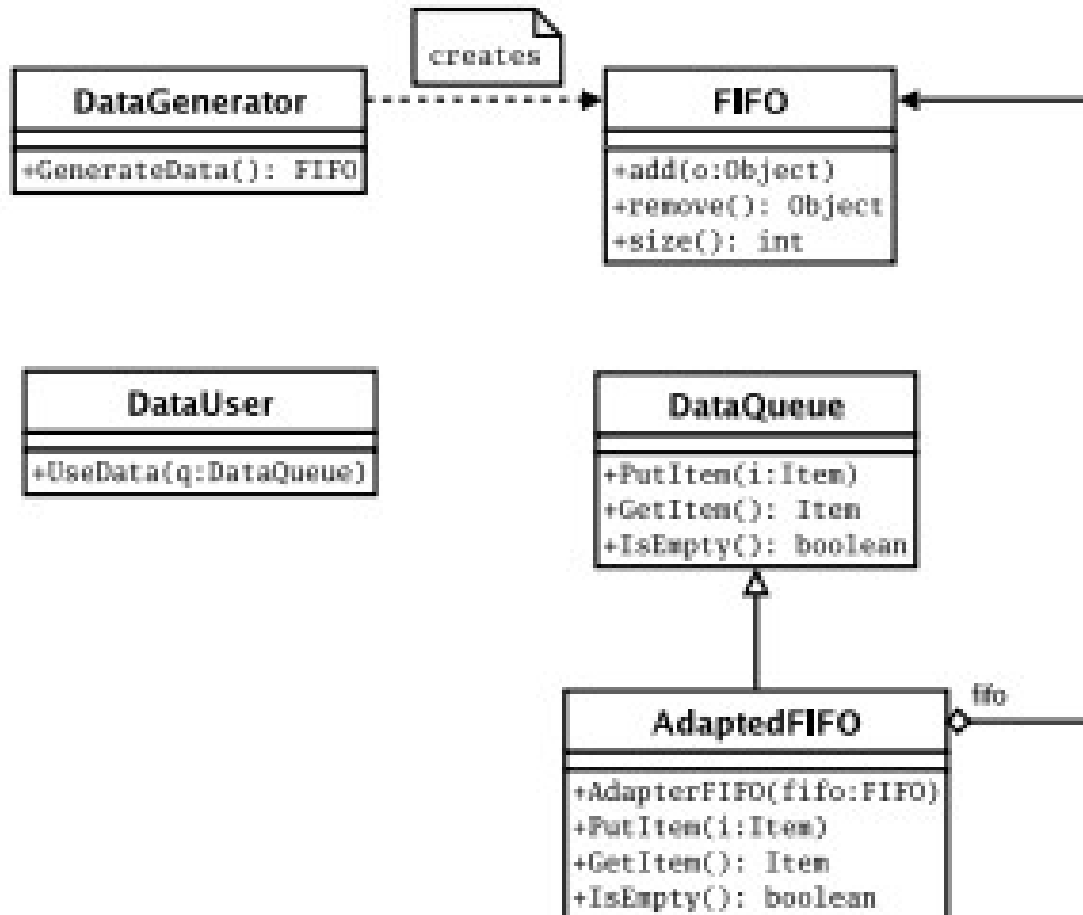 creates
DataGenerator
+GenerateData(): FIFO
FIFO
+add(o:Object)
+remove(): Object
+size(): int
DataUser
+UseData(q:DataQueue)
DataQueue
+PutItem(i:Item)
+GetItem(): Item
+IsEmpty(): boolean
fifo
AdaptedFIFO
+AdapterFIFO(fifo:FIFO)
+PutItem(i:Item)
+GetItem(): Item
+IsEmpty(): boolean